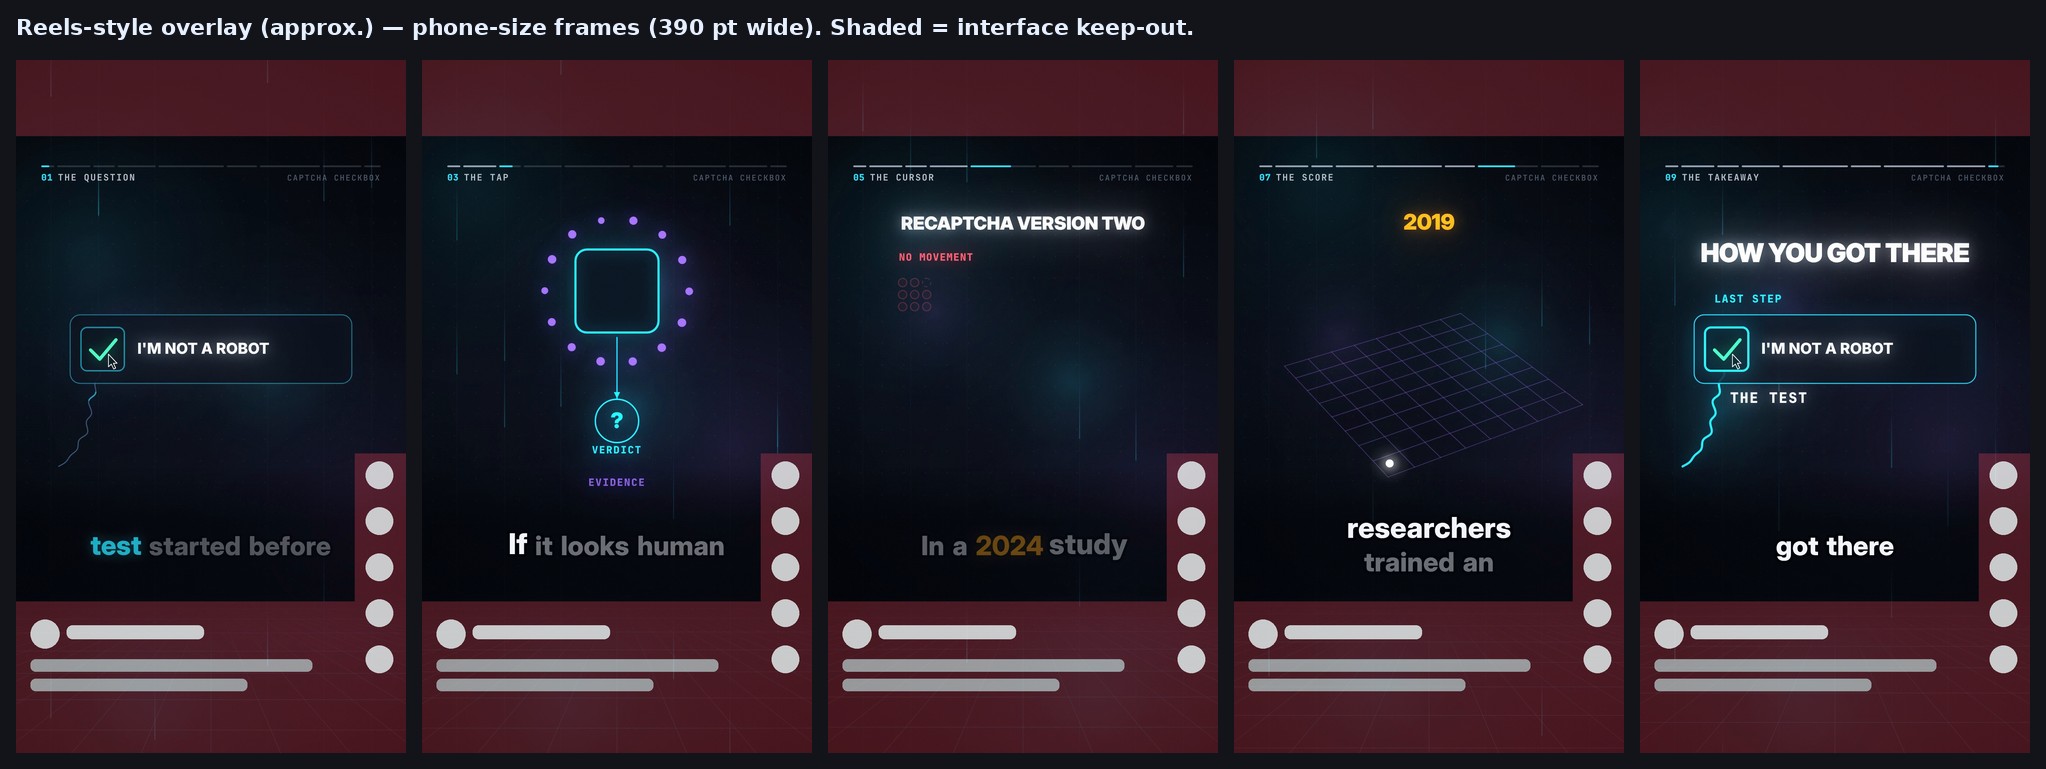 Reels-style overlay (approx.) — phone-size frames (390 pt wide). Shaded = interface keep-out.
01 THE QUESTION
CAPTCHA CHECKBOX
I'M NOT A ROBOT
test started before
03 THE TAP
CAPTCHA CHECKBOX
?
VERDICT
EVIDENCE
If it looks human
05 THE CURSOR
CAPTCHA CHECKBOX
RECAPTCHA VERSION TWO
NO MOVEMENT
In a 2024 study
07 THE SCORE
CAPTCHA CHECKBOX
2019
researchers
trained an
09 THE TAKEAWAY
CAPTCHA CHECKBOX
HOW YOU GOT THERE
LAST STEP
I'M NOT A ROBOT
THE TEST
got there